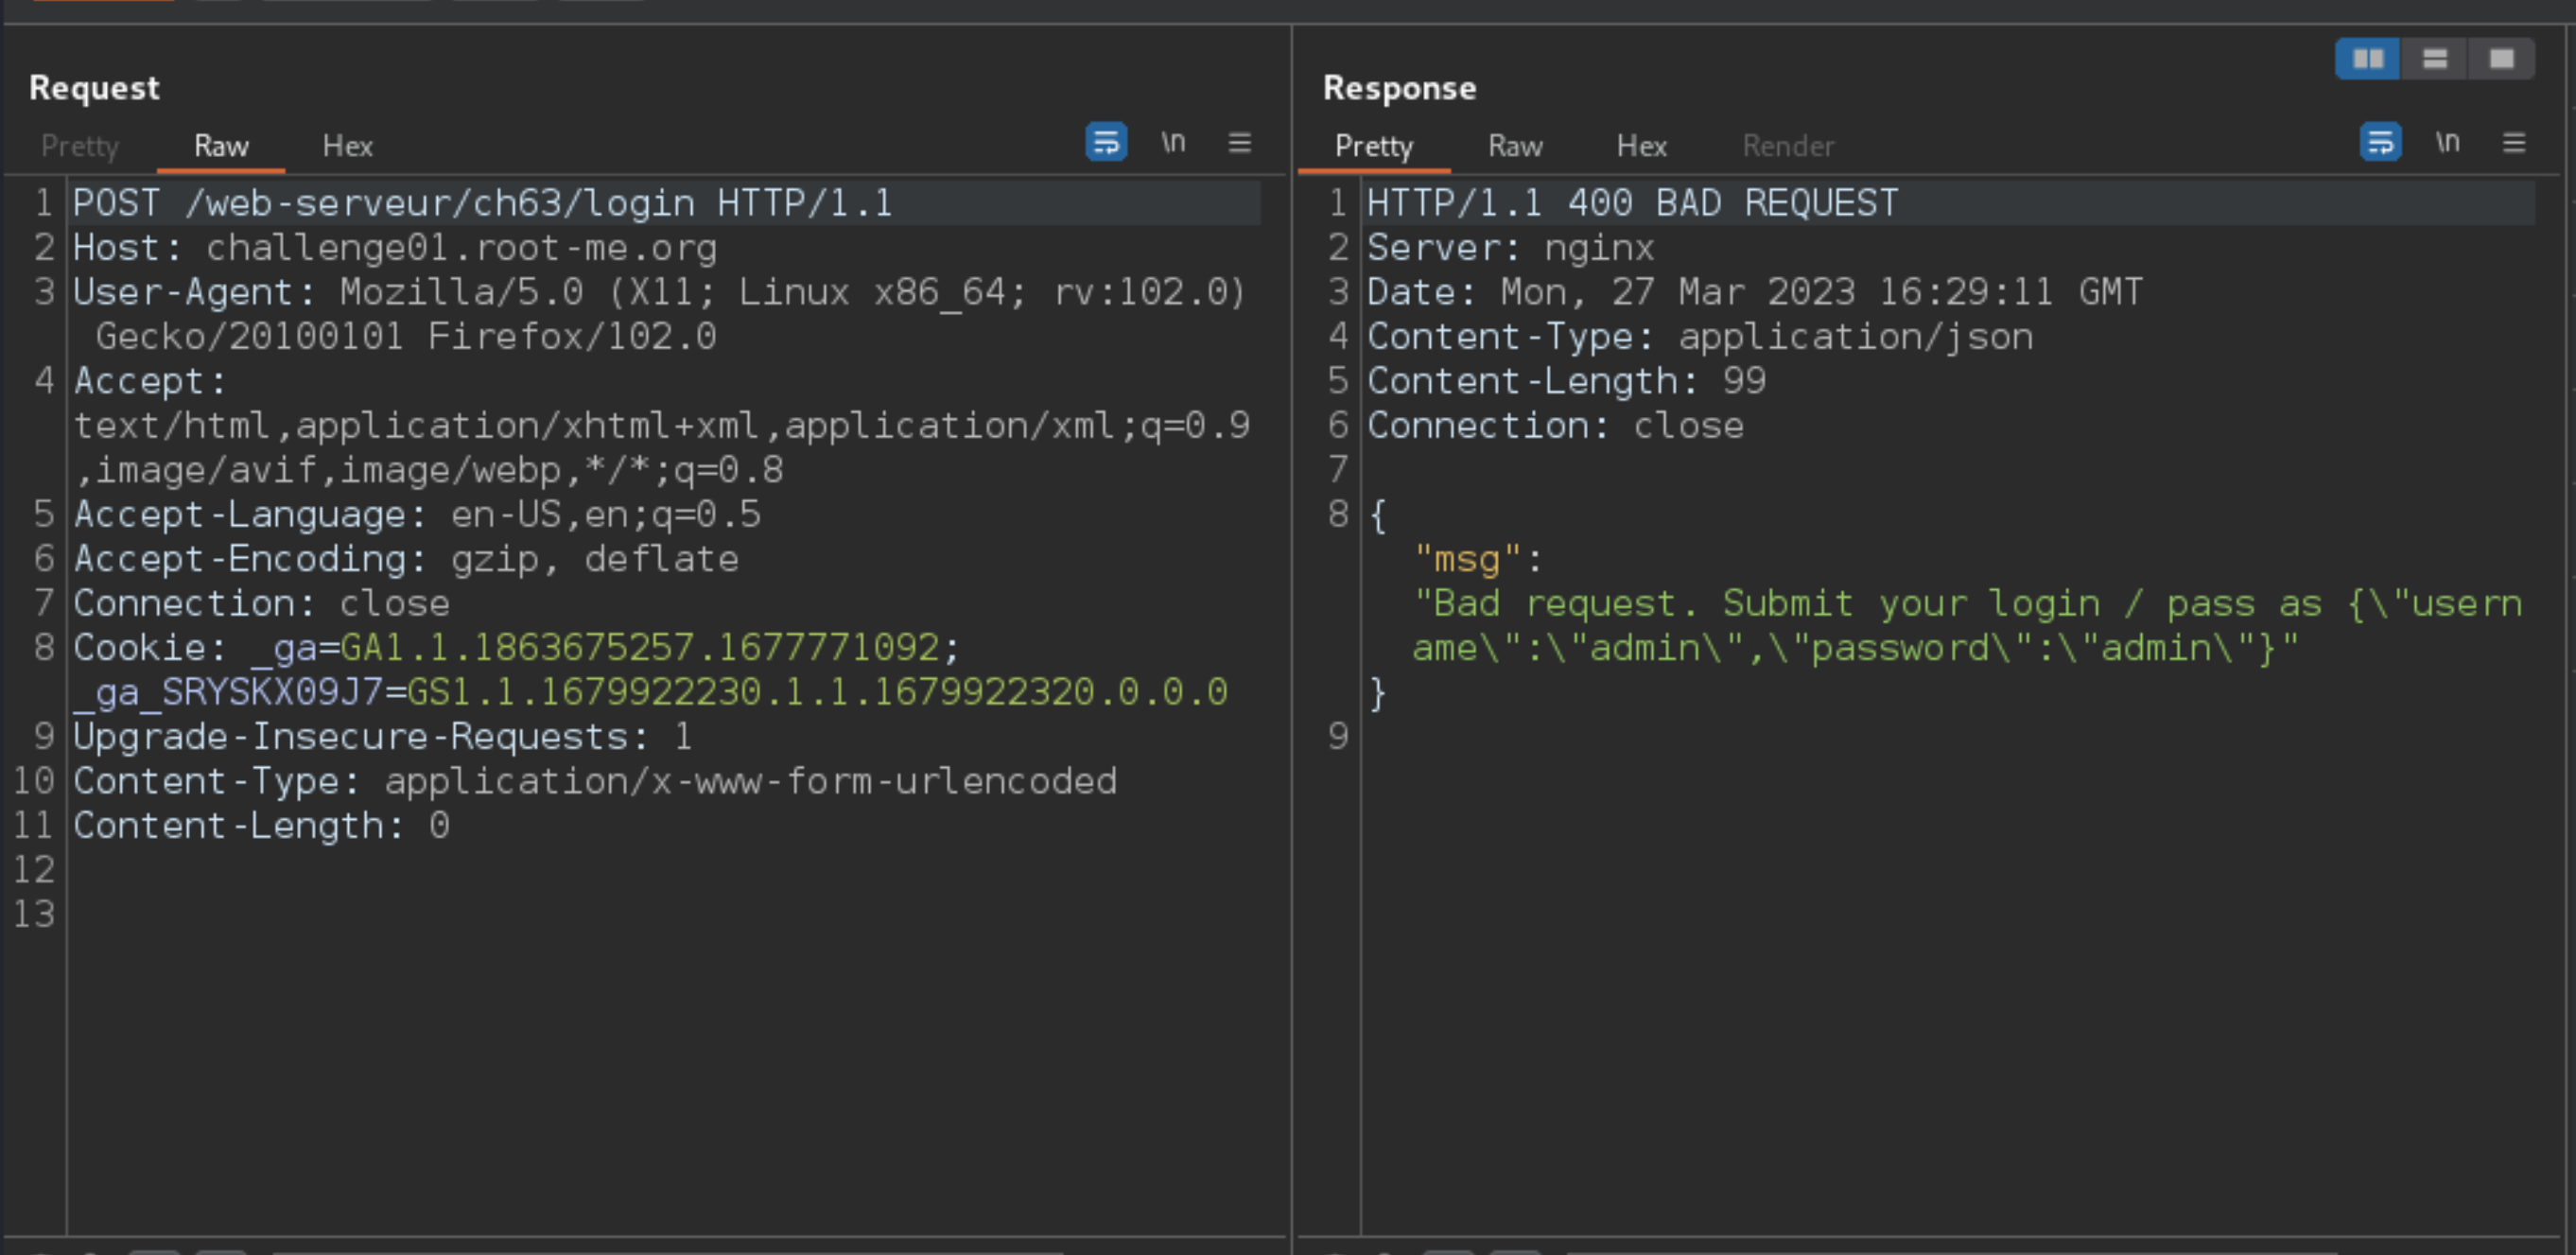 Request
Pretty Raw Hex \n
1 POST /web-serveur/ch63/login HTTP/1.1
2 Host: challenge01.root-me.org
3 User-Agent: Mozilla/5.0 (X11; Linux x86_64; rv:102.0)
Gecko/20100101 Firefox/102.0
4 Accept:
text/html,application/xhtml+xml,application/xml;q=0.9
,image/avif,image/webp,*/*;q=0.8
5 Accept-Language: en-US,en;q=0.5
6 Accept-Encoding: gzip, deflate
7 Connection: close
8 Cookie: _ga=GA1.1.1863675257.1677771092;
_ga_SRYSKX09J7=GS1.1.1679922230.1.1.1679922320.0.0.0
9 Upgrade-Insecure-Requests: 1
10 Content-Type: application/x-www-form-urlencoded
11 Content-Length: 0
12
13
Response
Pretty Raw Hex Render \n
1 HTTP/1.1 400 BAD REQUEST
2 Server: nginx
3 Date: Mon, 27 Mar 2023 16:29:11 GMT
4 Content-Type: application/json
5 Content-Length: 99
6 Connection: close
7
8 {
"msg":
"Bad request. Submit your login / pass as {\"usern
ame\":\"admin\",\"password\":\"admin\"}"
}
9